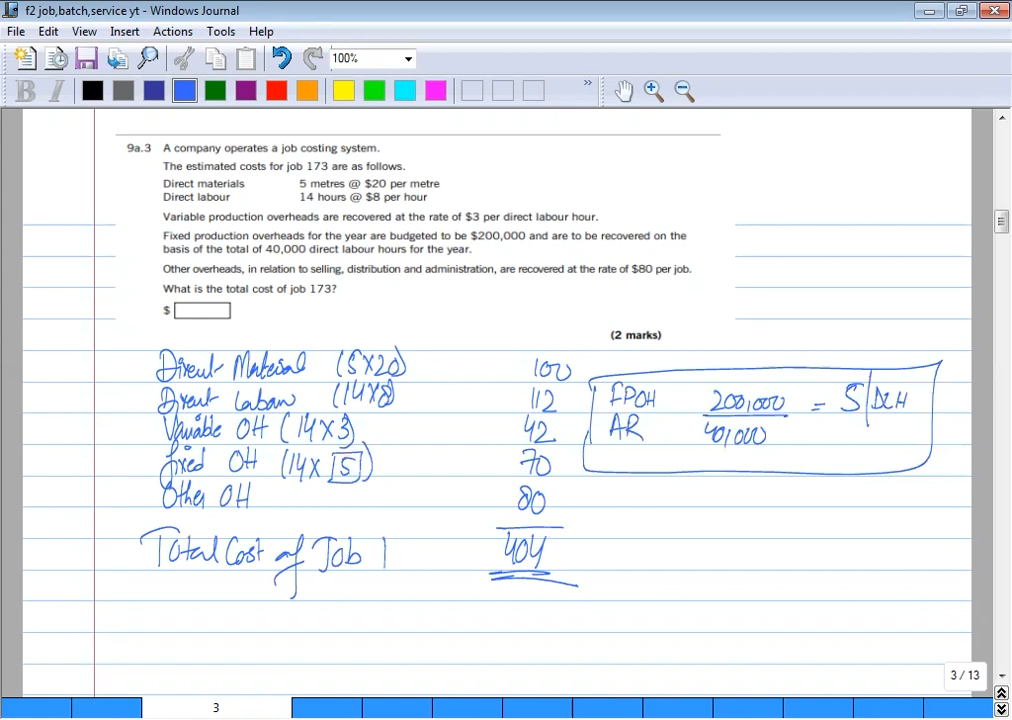 f2 job,batch,service yt - Windows Journal
File Edit View Insert Actions Tools Help
100%
B I
9a.3 A company operates a job costing system.
The estimated costs for job 173 are as follows.
Direct materials 5 metres @ $20 per metre
Direct labour 14 hours @ $8 per hour
Variable production overheads are recovered at the rate of $3 per direct labour hour.
Fixed production overheads for the year are budgeted to be $200,000 and are to be recovered on the
basis of the total of 40,000 direct labour hours for the year.
Other overheads, in relation to selling, distribution and administration, are recovered at the rate of $80 per job.
What is the total cost of job 173?
$
(2 marks)
Direct Material (5X20) 100
Direct Labour (14X8) 112
Variable OH (14X3) 42
fixed OH (14X 5) 70
Other OH 80
Total Cost of Job 404
FPOH 200,000 = 5/DLH
AR 40,000
3 / 13
3